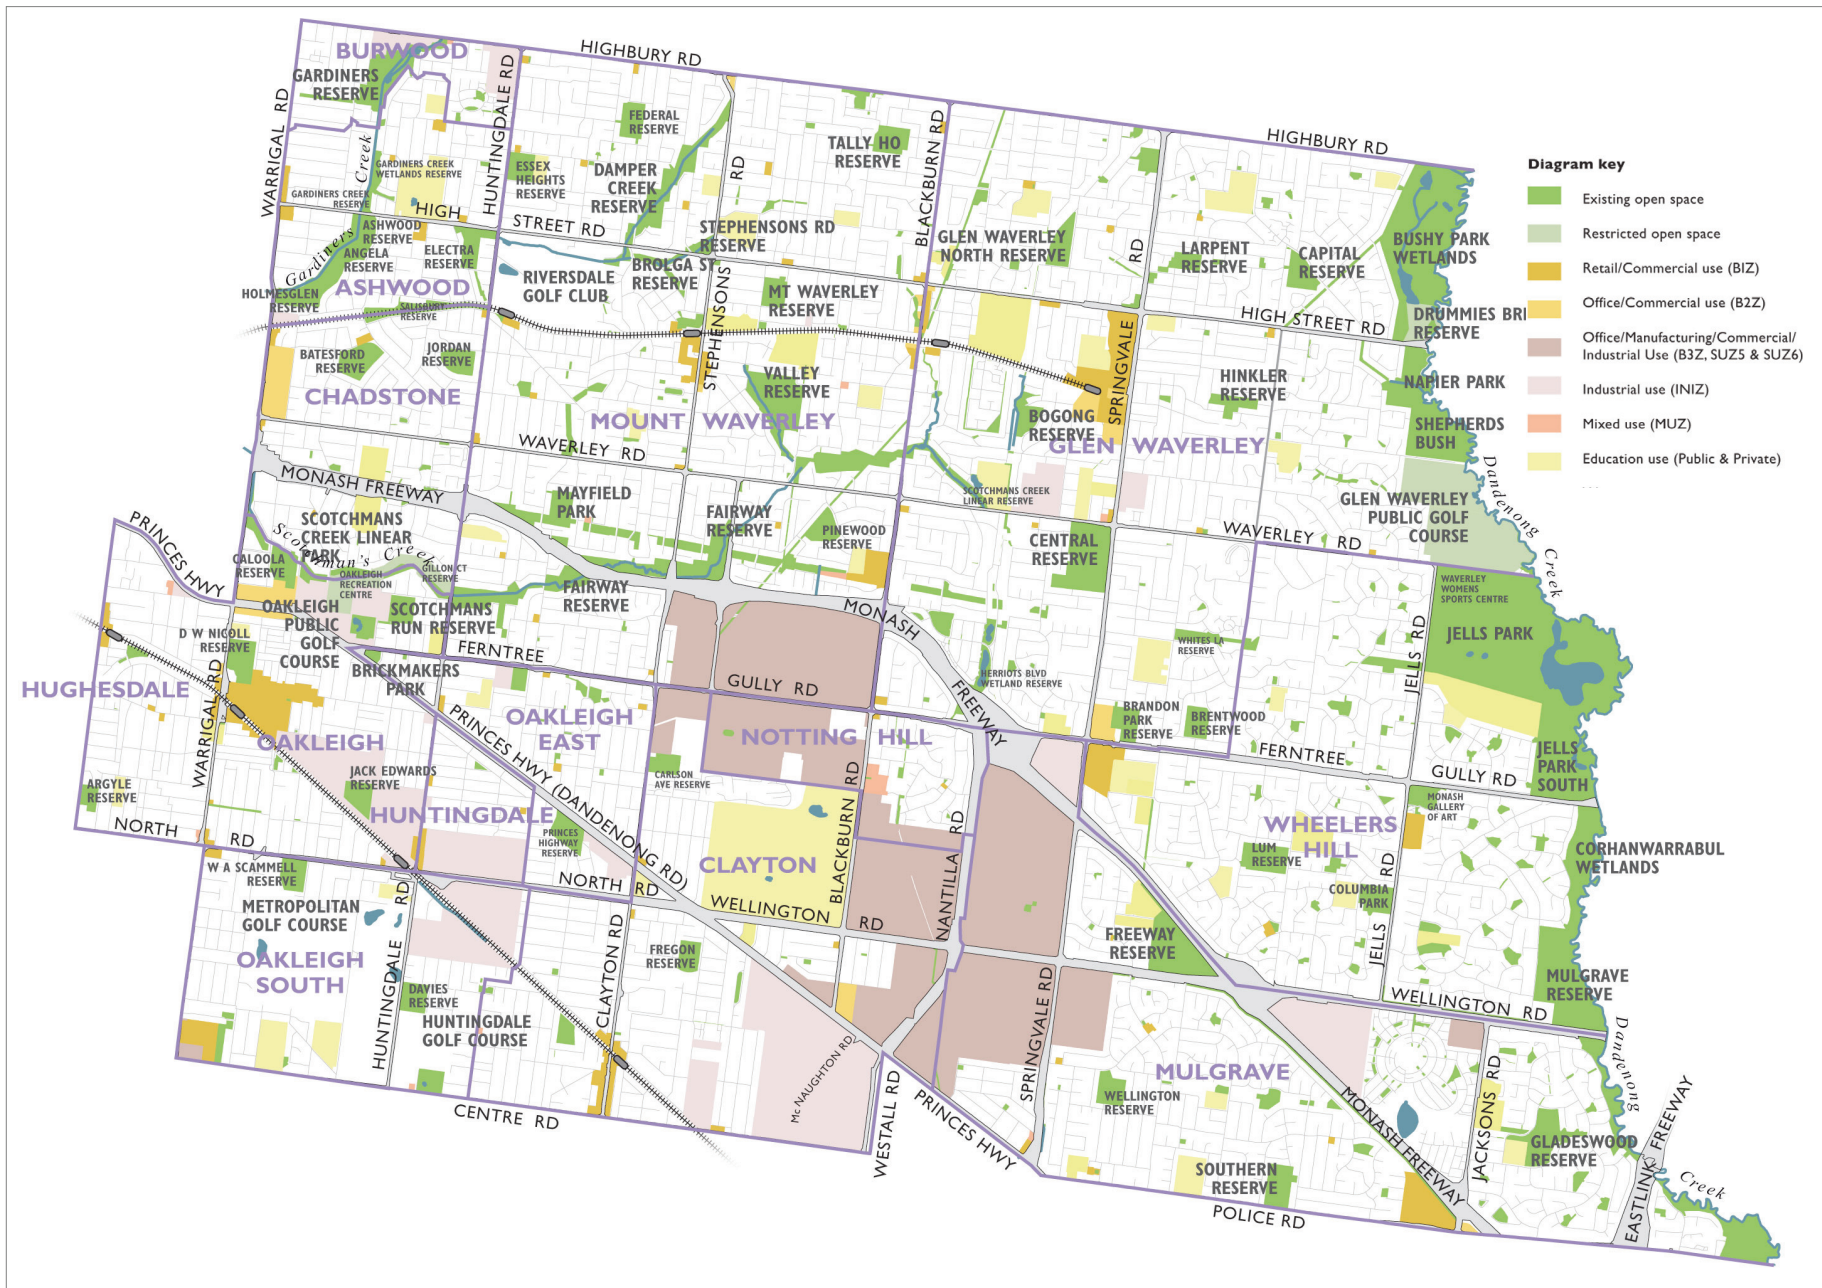 HIGHBURY RD
BURWOOD
GARDINERS
RESERVE
WARRIGAL RD
HUNTINGDALE RD
Creek
GARDINERS CREEK
WETLANDS RESERVE
GARDINERS CREEK
RESERVE
ESSEX
HEIGHTS
RESERVE
FEDERAL
RESERVE
DAMPER
CREEK
RESERVE
RD
TALLY HO
RESERVE
BLACKBURN RD
HIGHBURY RD
HIGH
STREET RD
ASHWOOD
RESERVE
ANGELA
RESERVE
ELECTRA
RESERVE
Gardiners
ASHWOOD
HOLMESGLEN
RESERVE
SALISBURY
RESERVE
RIVERSDALE
GOLF CLUB
BROLGA ST
RESERVE
STEPHENSONS RD
RESERVE
STEPHENSONS
MT WAVERLEY
RESERVE
GLEN WAVERLEY
NORTH RESERVE
RD
LARPENT
RESERVE
CAPITAL
RESERVE
BUSHY PARK
WETLANDS
HIGH STREET RD
DRUMMIES BRI
RESERVE
Diagram key
Existing open space
Restricted open space
Retail/Commercial use (BIZ)
Office/Commercial use (B2Z)
Office/Manufacturing/Commercial/
Industrial Use (B3Z, SUZ5 & SUZ6)
Industrial use (INIZ)
Mixed use (MUZ)
Education use (Public & Private)
BATESFORD
RESERVE
JORDAN
RESERVE
CHADSTONE
VALLEY
RESERVE
MOUNT WAVERLEY
SPRINGVALE
BOGONG
RESERVE
GLEN WAVERLEY
HINKLER
RESERVE
NAPIER PARK
SHEPHERDS
BUSH
WAVERLEY RD
MONASH FREEWAY
MAYFIELD
PARK
FAIRWAY
RESERVE
PINEWOOD
RESERVE
SCOTCHMANS CREEK
LINEAR RESERVE
CENTRAL
RESERVE
WAVERLEY RD
GLEN WAVERLEY
PUBLIC GOLF
COURSE
Dandenong
Creek
PRINCES HWY
SCOTCHMANS
CREEK LINEAR
PARK
Creek
CALOOLA
RESERVE
OAKLEIGH
RECREATION
CENTRE
GILLON CT
RESERVE
OAKLEIGH
PUBLIC
GOLF
COURSE
SCOTCHMANS
RUN RESERVE
FAIRWAY
RESERVE
MONASH
FREEWAY
WAVERLEY
WOMENS
SPORTS CENTRE
JELLS PARK
JELLS RD
WHITES LA
RESERVE
HERRIOTS BLVD
WETLAND RESERVE
D W NICOLL
RESERVE
BRICKMAKERS
PARK
FERNTREE
GULLY RD
HUGHESDALE
WARRIGAL RD
OAKLEIGH
PRINCES HWY (DANDENONG RD)
OAKLEIGH
EAST
NOTTING HILL
BRANDON
PARK
RESERVE
BRENTWOOD
RESERVE
FERNTREE
GULLY RD
JELLS
PARK
SOUTH
ARGYLE
RESERVE
JACK EDWARDS
RESERVE
CARLSON
AVE RESERVE
MONASH
GALLERY
OF ART
NORTH
RD
HUNTINGDALE
PRINCES
HIGHWAY
RESERVE
CLAYTON
BLACKBURN
RD
NANTILLA
RD
WHEELERS
HILL
LUM
RESERVE
COLUMBIA
PARK
CORHANWARRABUL
WETLANDS
W A SCAMMELL
RESERVE
METROPOLITAN
GOLF COURSE
NORTH RD
WELLINGTON
RD
OAKLEIGH
SOUTH
HUNTINGDALE
RD
DAVIES
RESERVE
HUNTINGDALE
GOLF COURSE
CLAYTON RD
FREGON
RESERVE
FREEWAY
RESERVE
JELLS
RD
MULGRAVE
RESERVE
WELLINGTON RD
SPRINGVALE RD
MULGRAVE
WELLINGTON
RESERVE
Mc NAUGHTON RD
WESTALL RD
PRINCES HWY
CENTRE RD
SOUTHERN
RESERVE
POLICE RD
MONASH FREEWAY
JACKSONS RD
GLADESWOOD
RESERVE
Dandenong
Creek
EASTLINK FREEWAY